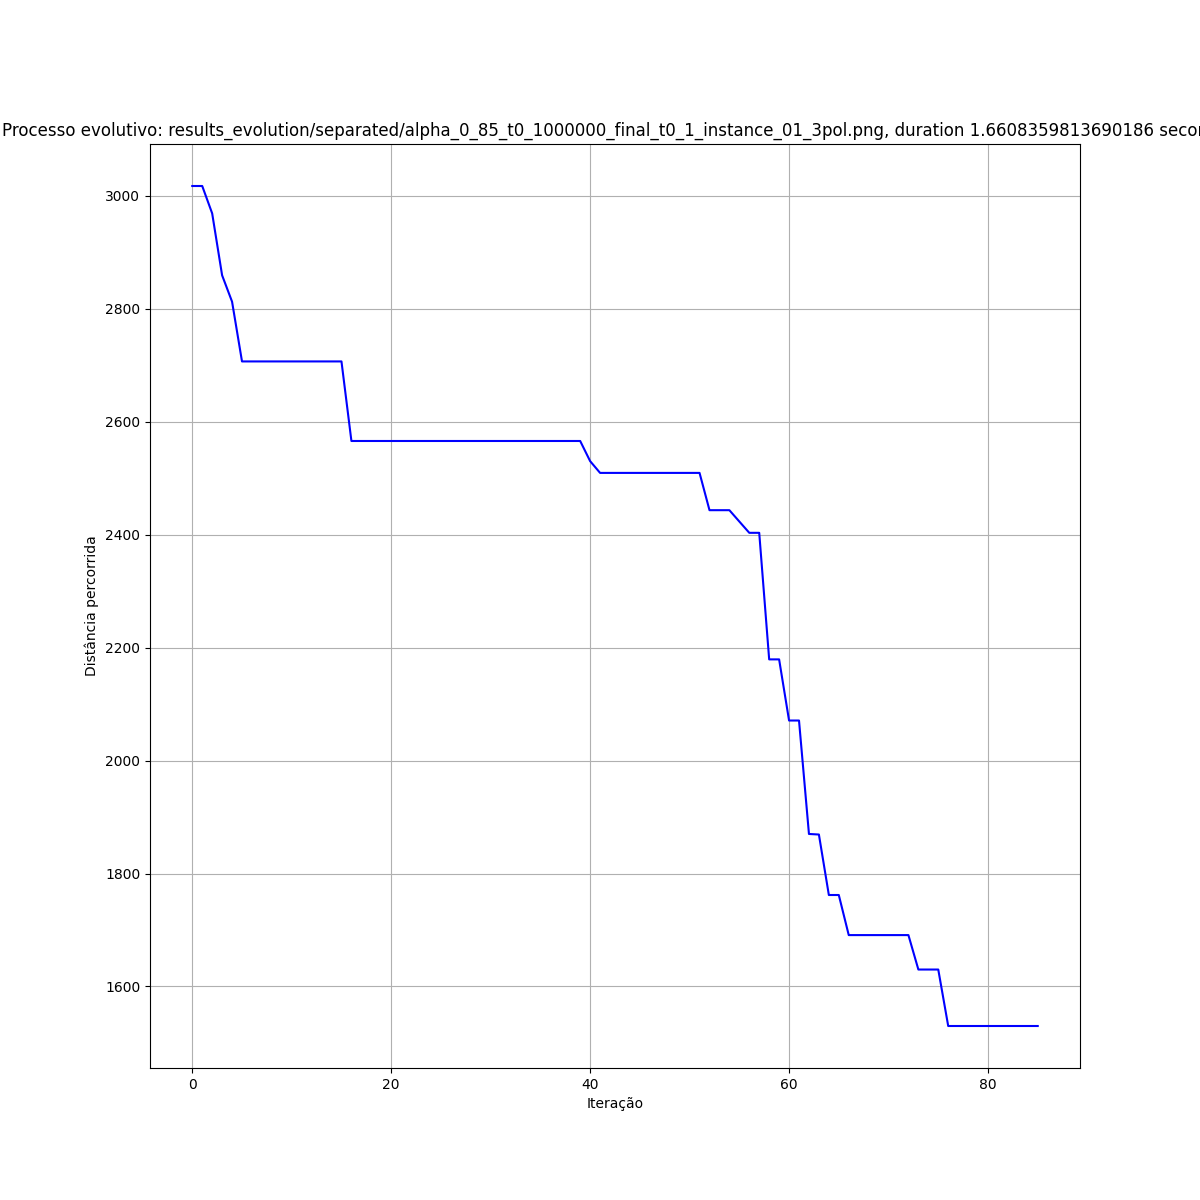 Processo evolutivo: results_evolution/separated/alpha_0_85_t0_1000000_final_t0_1_instance_01_3pol.png, duration 1.6608359813690186 secon
3000
2800
2600
2400
2200
2000
1800
1600
Distância percorrida
0 20 40 60 80
Iteração